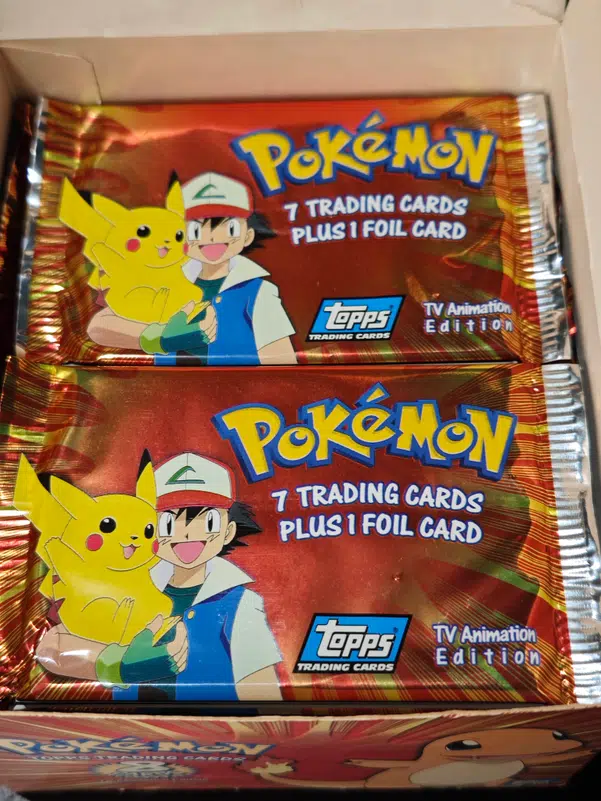 POKéMON
7 TRADING CARDS
PLUS 1 FOIL CARD
topps
TRADING CARDS
TV Animation
Edition
POKéMON
7 TRADING CARDS
PLUS 1 FOIL CARD
topps
TRADING CARDS
TV Animation
Edition
POKéMON
TOPPS TRADING CARDS